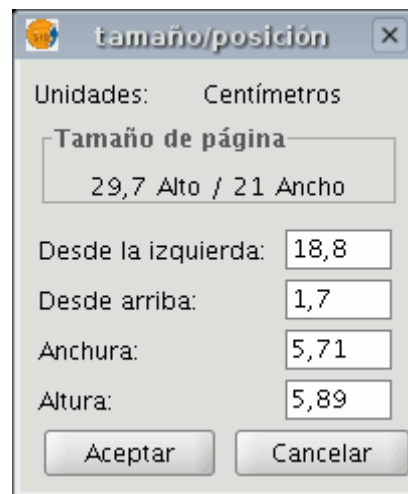 tamaño/posición
Unidades: Centímetros
Tamaño de página
29,7 Alto / 21 Ancho
Desde la izquierda: 18,8
Desde arriba: 1,7
Anchura: 5,71
Altura: 5,89
Aceptar Cancelar